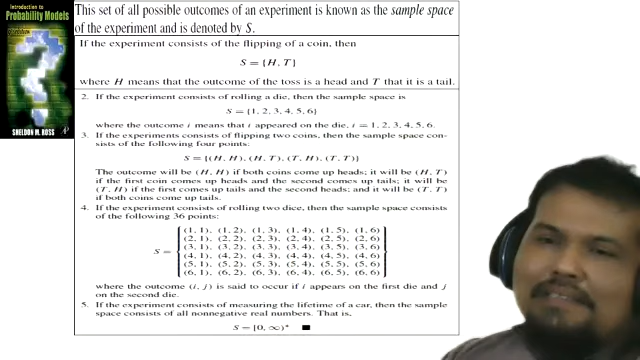 Introduction to
Probability Models
SHELDON M. ROSS
This set of all possible outcomes of an experiment is known as the sample space
of the experiment and is denoted by S.
If the experiment consists of the flipping of a coin, then
S = {H, T}
where H means that the outcome of the toss is a head and T that it is a tail.
2. If the experiment consists of rolling a die, then the sample space is
S = {1, 2, 3, 4, 5, 6}
where the outcome i means that i appeared on the die, i = 1, 2, 3, 4, 5, 6.
3. If the experiments consists of flipping two coins, then the sample space con-
sists of the following four points:
S = {(H, H), (H, T), (T, H), (T, T)}
The outcome will be (H, H) if both coins come up heads; it will be (H, T)
if the first coin comes up heads and the second comes up tails; it will be
(T, H) if the first comes up tails and the second heads; and it will be (T, T)
if both coins come up tails.
4. If the experiment consists of rolling two dice, then the sample space consists
of the following 36 points:
(1, 1), (1, 2), (1, 3), (1, 4), (1, 5), (1, 6)
(2, 1), (2, 2), (2, 3), (2, 4), (2, 5), (2, 6)
(3, 1), (3, 2), (3, 3), (3, 4), (3, 5), (3, 6)
S = (4, 1), (4, 2), (4, 3), (4, 4), (4, 5), (4, 6)
(5, 1), (5, 2), (5, 3), (5, 4), (5, 5), (5, 6)
(6, 1), (6, 2), (6, 3), (6, 4), (6, 5), (6, 6)
where the outcome (i, j) is said to occur if i appears on the first die and j
on the second die.
5. If the experiment consists of measuring the lifetime of a car, then the sample
space consists of all nonnegative real numbers. That is,
S = [0, ∞)* ■